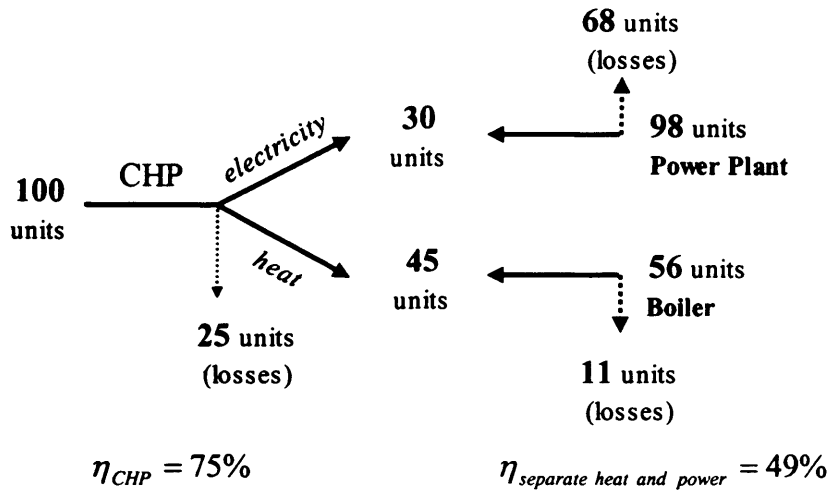 68 units
(losses)
electricity
30
units
98 units
Power Plant
100
units
CHP
heat
45
units
56 units
Boiler
25 units
(losses)
11 units
(losses)
η_CHP = 75%
η_separate heat and power = 49%